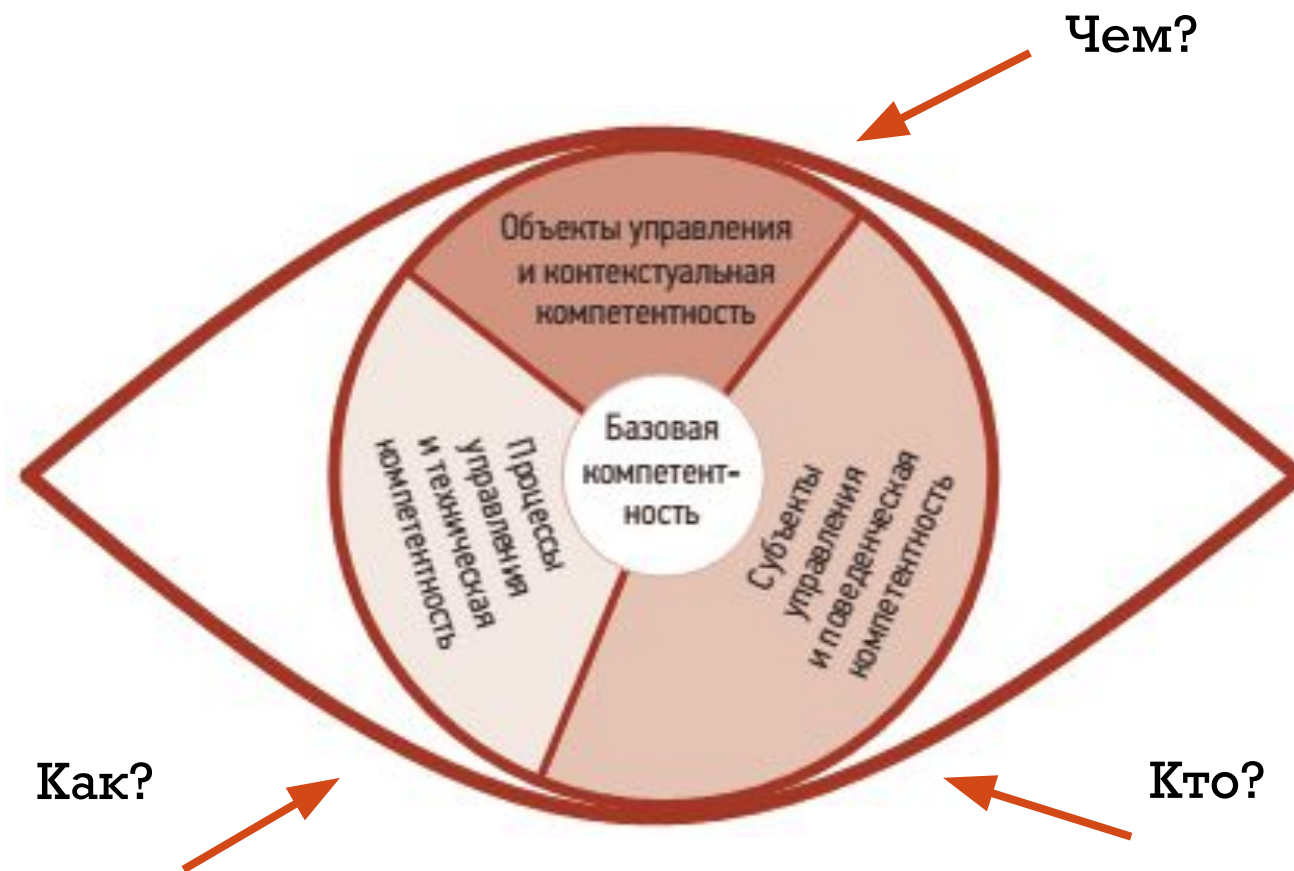 Чем?
Объекты управления
и контекстуальная
компетентность
Базовая
компетент-
ность
Процессы
управления
и техническая
компетентность
Субъекты
управления
и поведенческая
компетентность
Как?
Кто?